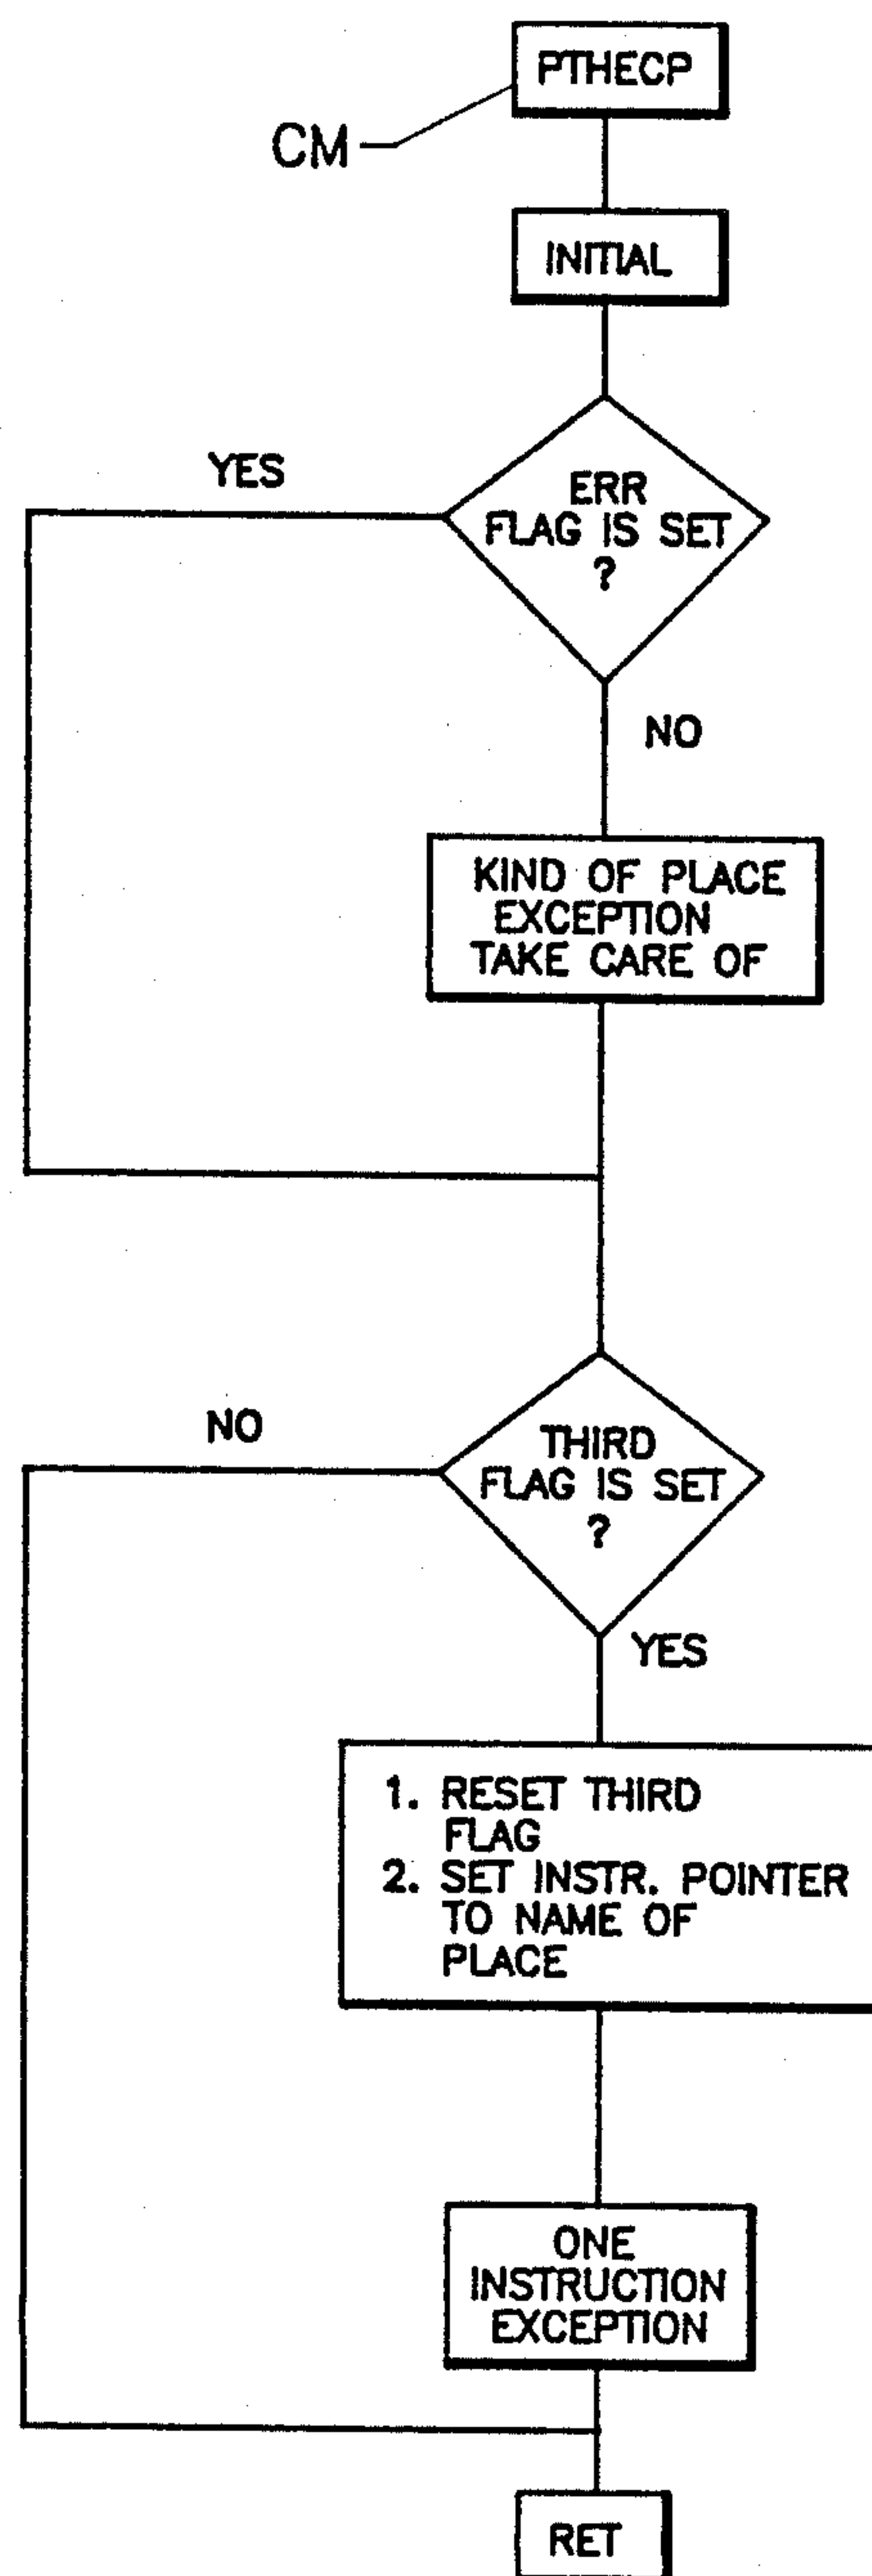 PTHECP
CM
INITIAL
YES
ERR
FLAG IS SET
?
NO
KIND OF PLACE
EXCEPTION
TAKE CARE OF
NO
THIRD
FLAG IS SET
?
YES
1. RESET THIRD
FLAG
2. SET INSTR. POINTER
TO NAME OF
PLACE
ONE
INSTRUCTION
EXCEPTION
RET